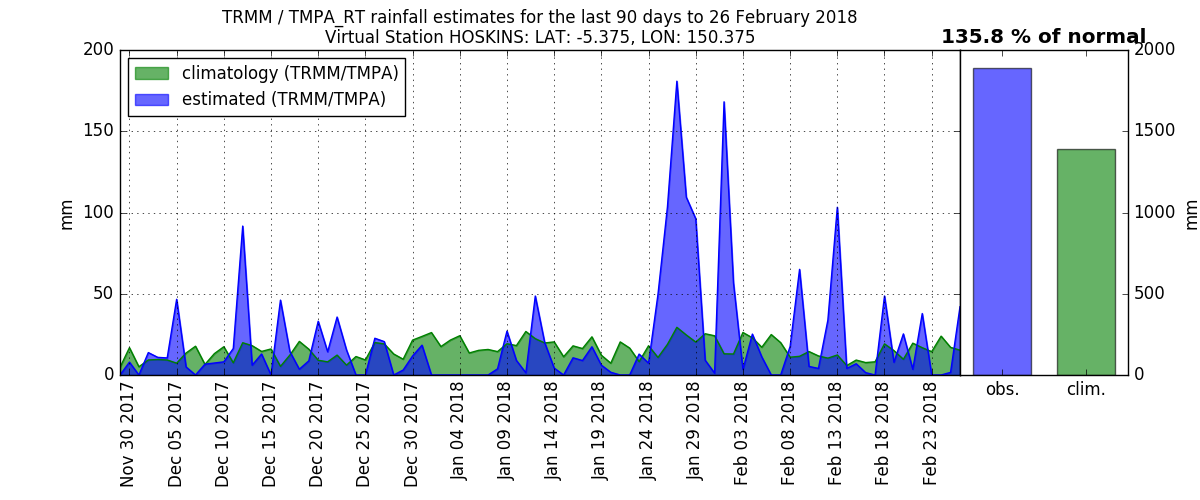 TRMM / TMPA_RT rainfall estimates for the last 90 days to 26 February 2018
Virtual Station HOSKINS: LAT: -5.375, LON: 150.375
135.8 % of normal
climatology (TRMM/TMPA)
estimated (TRMM/TMPA)
mm
200
150
100
50
0
2000
1500
1000
500
0
mm
obs.
clim.
Nov 30 2017
Dec 05 2017
Dec 10 2017
Dec 15 2017
Dec 20 2017
Dec 25 2017
Dec 30 2017
Jan 04 2018
Jan 09 2018
Jan 14 2018
Jan 19 2018
Jan 24 2018
Jan 29 2018
Feb 03 2018
Feb 08 2018
Feb 13 2018
Feb 18 2018
Feb 23 2018